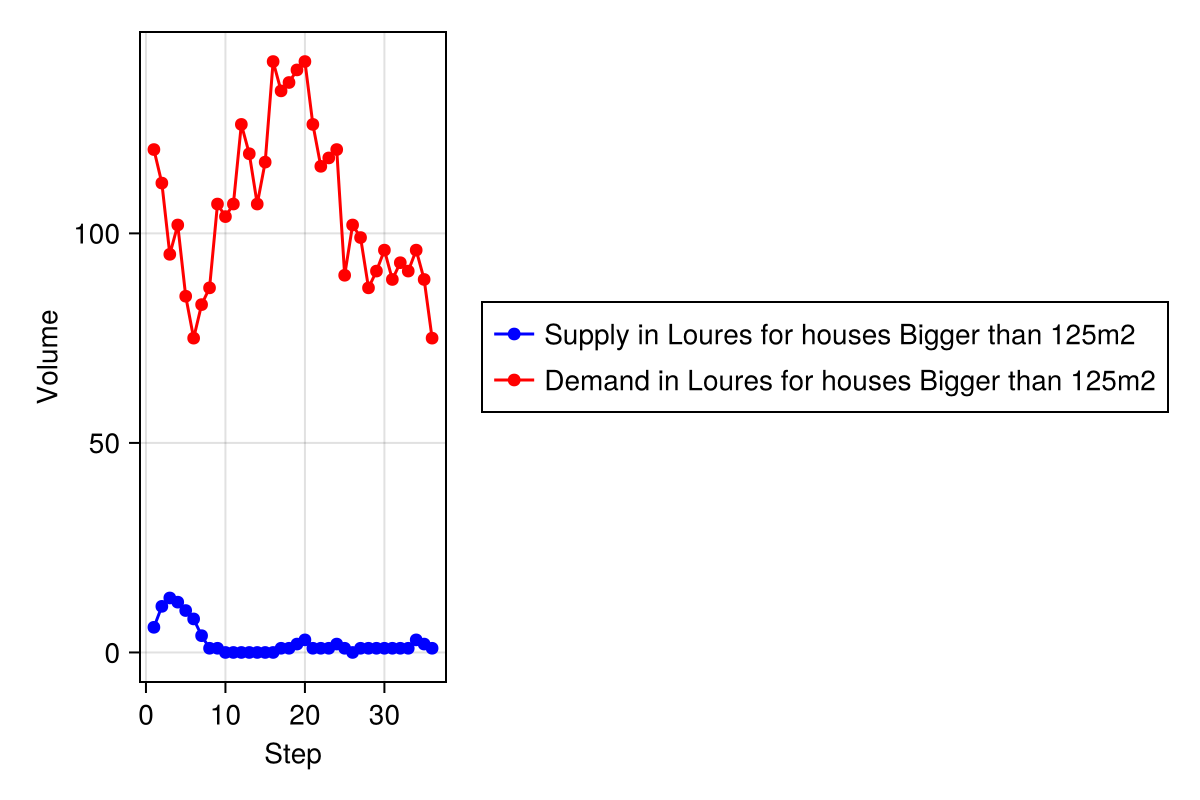 Volume
100
50
0
0 10 20 30
Step
Supply in Loures for houses Bigger than 125m2
Demand in Loures for houses Bigger than 125m2